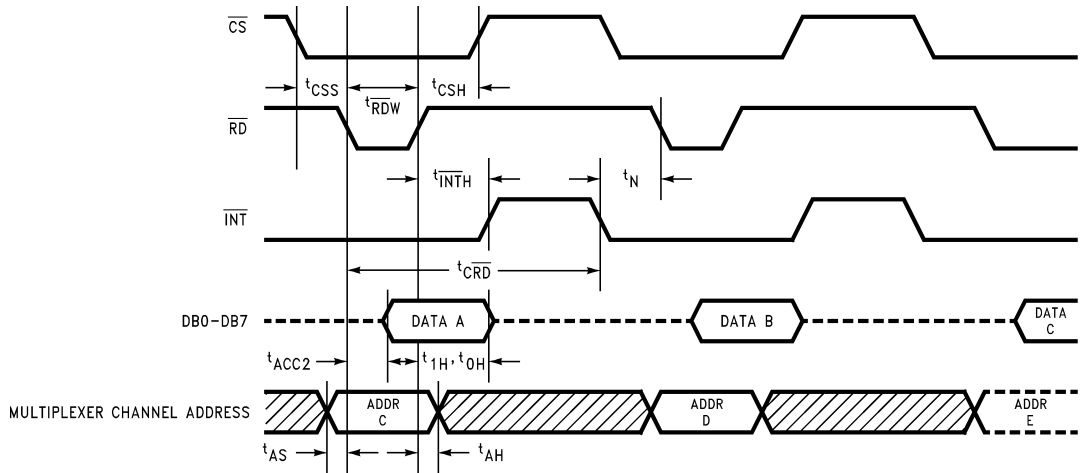 CS
tCSS
tRDW
tCSH
RD
tINTH
tN
INT
tCRD
DB0-DB7
DATA A
DATA B
DATA
C
tACC2
t1H, t0H
MULTIPLEXER CHANNEL ADDRESS
ADDR
C
ADDR
D
ADDR
E
tAS
tAH